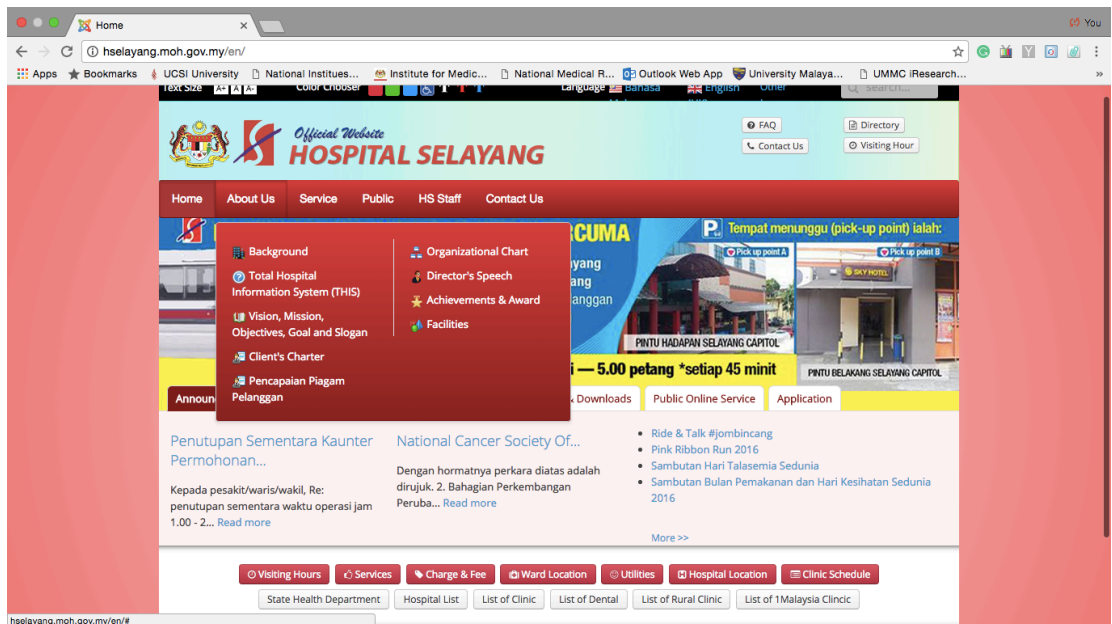 Home
You
hselayang.moh.gov.my/en/
Apps Bookmarks UCSI University National Institues... Institute for Medic... National Medical R... Outlook Web App University Malaya... UMMC iResearch... »
Text Size A+ A A- Color Chooser T T T Language Bahasa English Other Search...
Official Website
HOSPITAL SELAYANG
FAQ Directory
Contact Us Visiting Hour
Home About Us Service Public HS Staff Contact Us
CUMA
P Tempat menunggu (pick-up point) ialah:
Pick up point A Pick up point B
SKY HOTEL
PINTU HADAPAN SELAYANG CAPITOL
PINTU BELAKANG SELAYANG CAPITOL
— 5.00 petang *setiap 45 minit
Background
Total Hospital
Information System (THIS)
Vision, Mission,
Objectives, Goal and Slogan
Client's Charter
Pencapaian Piagam
Pelanggan
Organizational Chart
Director's Speech
Achievements & Award
Facilities
Announ Downloads Public Online Service Application
Penutupan Sementara Kaunter
Permohonan...
Kepada pesakit/waris/wakil, Re:
penutupan sementara waktu operasi jam
1.00 - 2... Read more
National Cancer Society Of...
Dengan hormatnya perkara diatas adalah
dirujuk. 2. Bahagian Perkembangan
Peruba... Read more
Ride & Talk #jombincang
Pink Ribbon Run 2016
Sambutan Hari Talasemia Sedunia
Sambutan Bulan Pemakanan dan Hari Kesihatan Sedunia
2016
More >>
Visiting Hours Services Charge & Fee Ward Location Utilities Hospital Location Clinic Schedule
State Health Department Hospital List List of Clinic List of Dental List of Rural Clinic List of 1Malaysia Clincic
hselayang.moh.gov.my/en/#